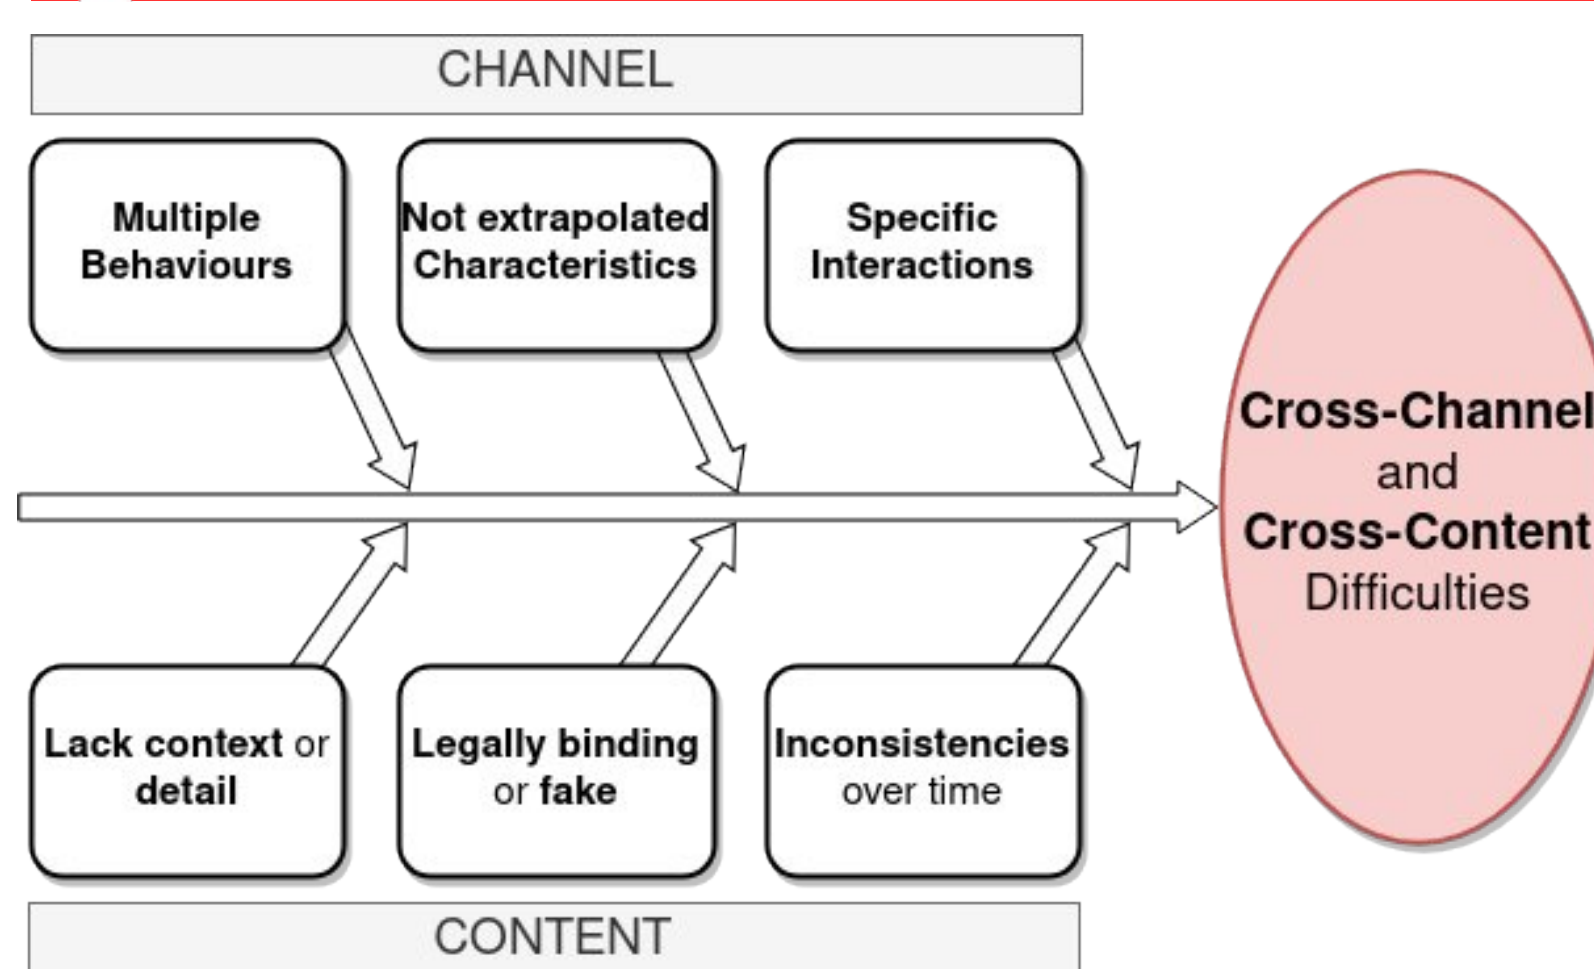 CHANNEL
Multiple
Behaviours
Not extrapolated
Characteristics
Specific
Interactions
Cross-Channel
and
Cross-Content
Difficulties
Lack context or
detail
Legally binding
or fake
Inconsistencies
over time
CONTENT